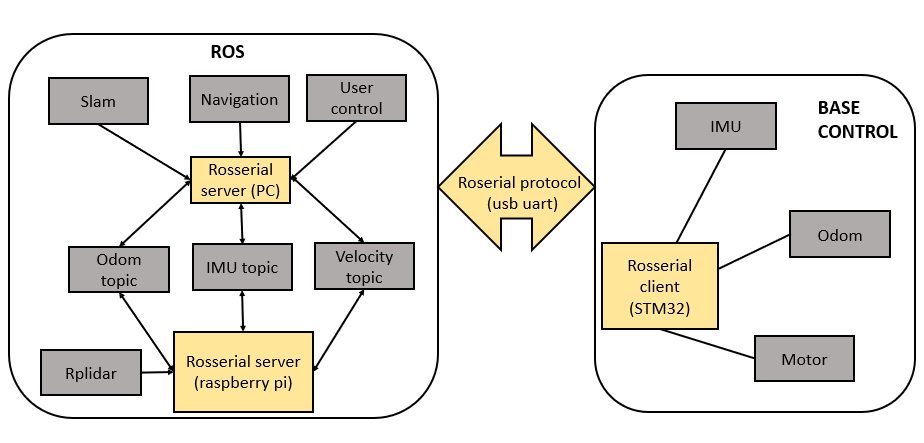 ROS
Slam
Navigation
User
control
Rosserial
server (PC)
Odom
topic
IMU topic
Velocity
topic
Rplidar
Rosserial server
(raspberry pi)
Roserial protocol
(usb uart)
BASE
CONTROL
IMU
Odom
Rosserial
client
(STM32)
Motor